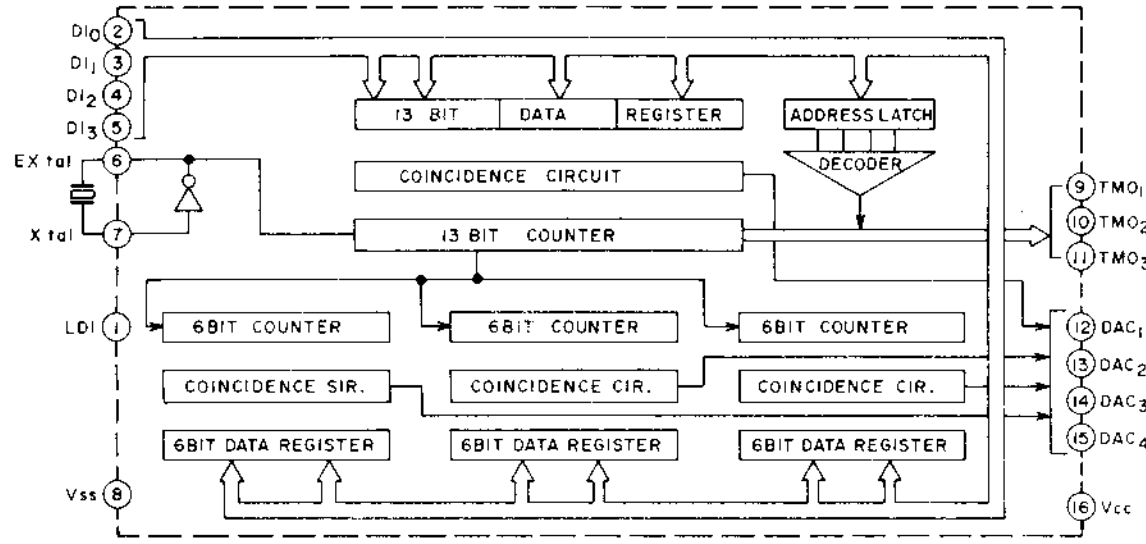 DI0 2
DI1 3
DI2 4
DI3 5
13 BIT DATA REGISTER
ADDRESS LATCH
EX tal 6
COINCIDENCE CIRCUIT
DECODER
9 TMO1
X tal 7
13 BIT COUNTER
10 TMO2
11 TMO3
LDI 1
6BIT COUNTER
6BIT COUNTER
6BIT COUNTER
12 DAC1
13 DAC2
COINCIDENCE SIR.
COINCIDENCE CIR.
COINCIDENCE CIR.
14 DAC3
6BIT DATA REGISTER
6BIT DATA REGISTER
6BIT DATA REGISTER
15 DAC4
Vss 8
16 Vcc